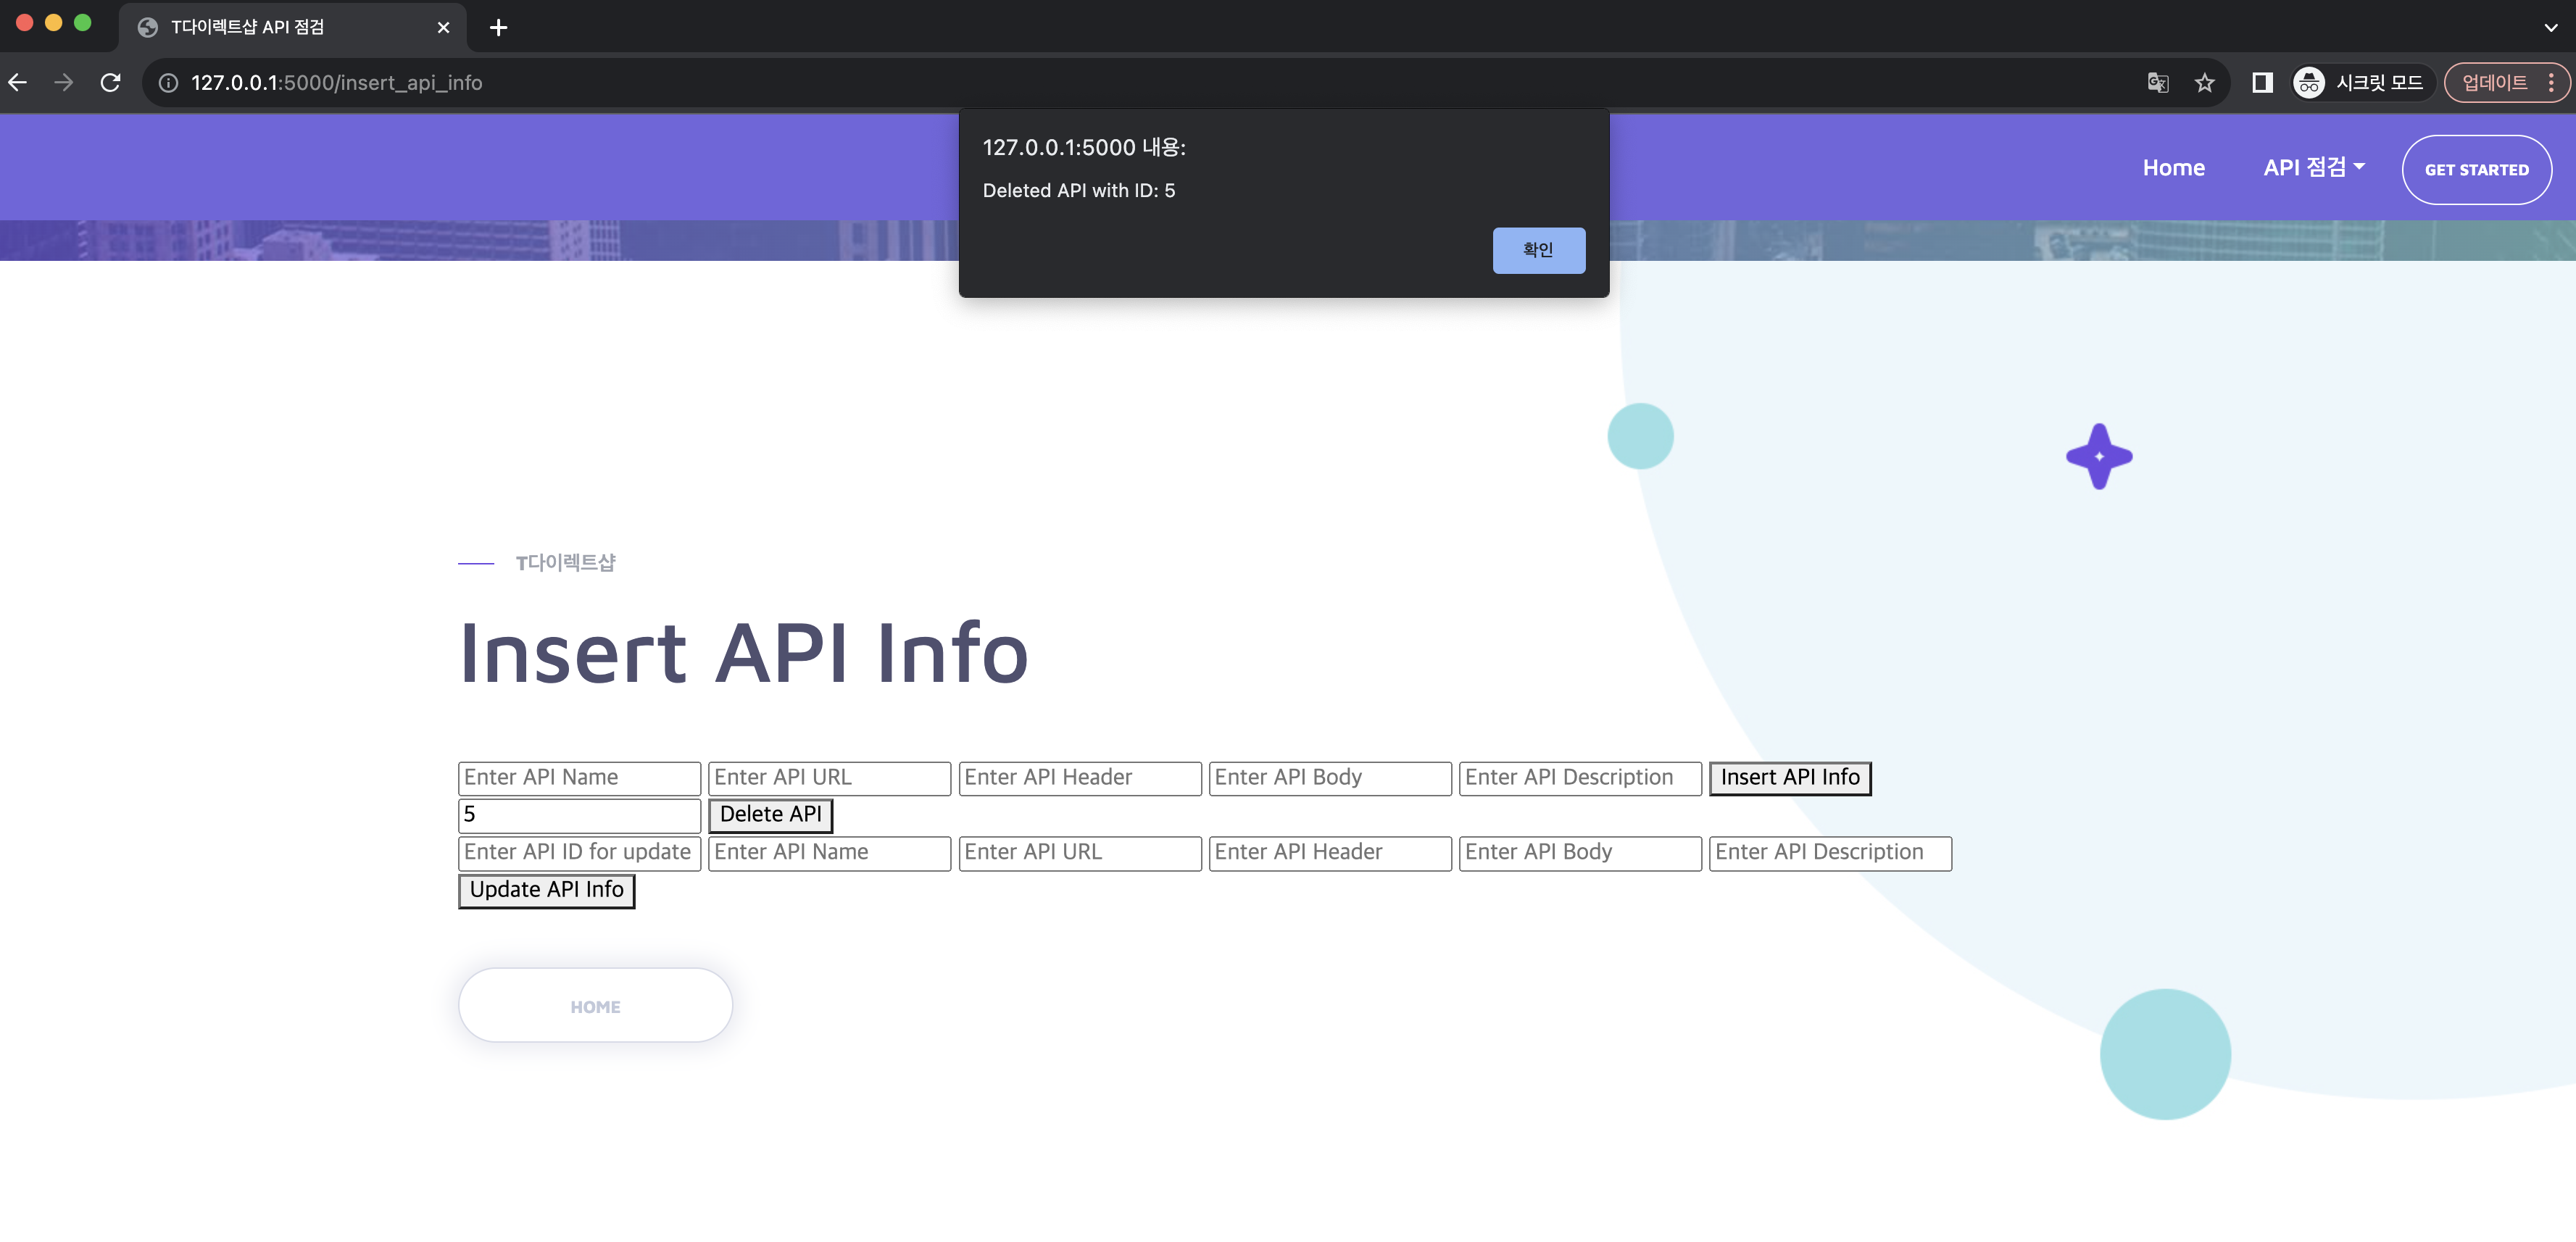 T다이렉트샵 API 점검
127.0.0.1:5000/insert_api_info
시크릿 모드
업데이트
127.0.0.1:5000 내용:
Deleted API with ID: 5
확인
Home
API 점검
GET STARTED
T다이렉트샵
Insert API Info
Enter API Name Enter API URL Enter API Header Enter API Body Enter API Description Insert API Info
5 Delete API
Enter API ID for update Enter API Name Enter API URL Enter API Header Enter API Body Enter API Description
Update API Info
HOME